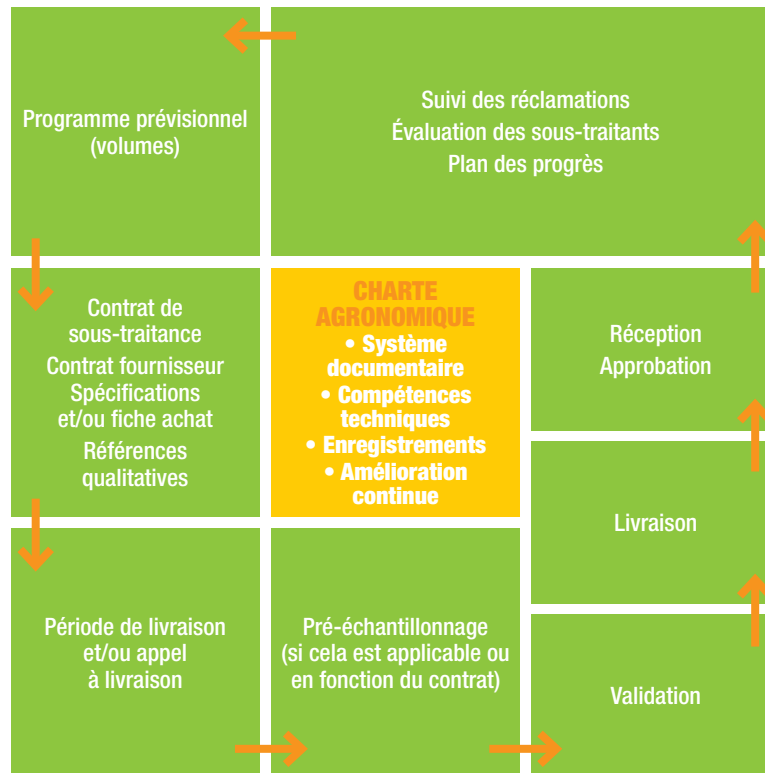 Programme prévisionnel
(volumes)
Suivi des réclamations
Évaluation des sous-traitants
Plan des progrès
Contrat de
sous-traitance
Contrat fournisseur
Spécifications
et/ou fiche achat
Références
qualitatives
CHARTE
AGRONOMIQUE
• Système
documentaire
• Compétences
techniques
• Enregistrements
• Amélioration
continue
Réception
Approbation
Livraison
Période de livraison
et/ou appel
à livraison
Pré-échantillonnage
(si cela est applicable ou
en fonction du contrat)
Validation